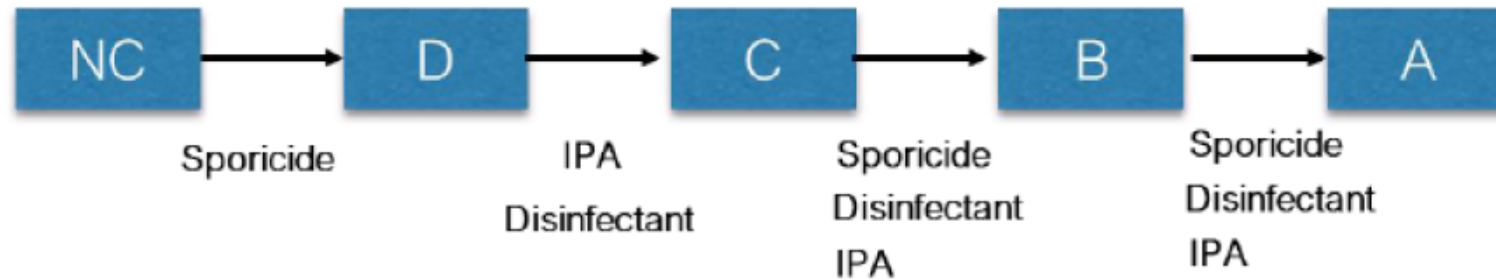 NC
D
C
B
A
Sporicide
IPA
Disinfectant
Sporicide
Disinfectant
IPA
Sporicide
Disinfectant
IPA